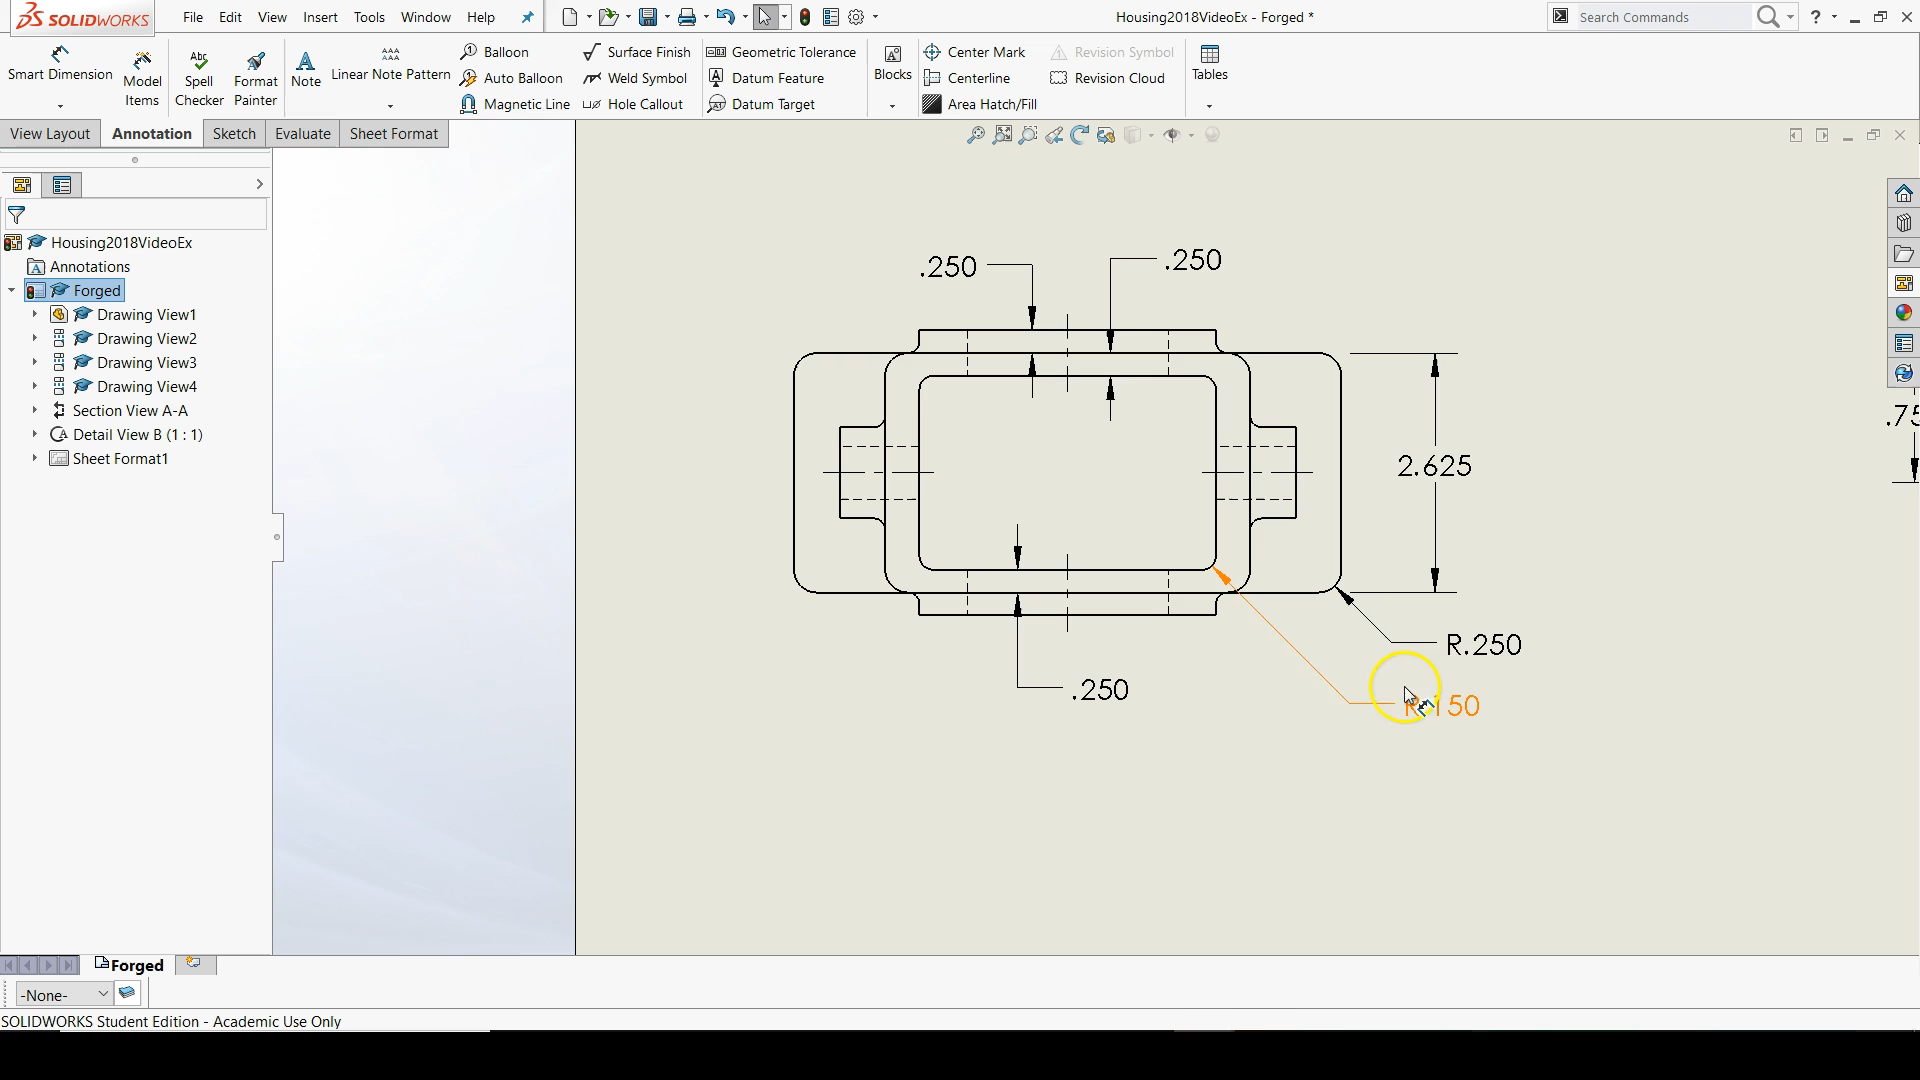 SOLIDWORKS
File Edit View Insert Tools Window Help
Housing2018VideoEx - Forged *
Search Commands
?
Smart Dimension
Model Items
Spell Checker
Format Painter
Note
Linear Note Pattern
Balloon
Auto Balloon
Magnetic Line
Surface Finish
Weld Symbol
Hole Callout
Geometric Tolerance
Datum Feature
Datum Target
Blocks
Center Mark
Centerline
Area Hatch/Fill
Revision Symbol
Revision Cloud
Tables
View Layout Annotation Sketch Evaluate Sheet Format
Housing2018VideoEx
Annotations
Forged
Drawing View1
Drawing View2
Drawing View3
Drawing View4
Section View A-A
Detail View B (1 : 1)
Sheet Format1
.250
.250
2.625
.75
R.250
.250
R.150
Forged
-None-
SOLIDWORKS Student Edition - Academic Use Only